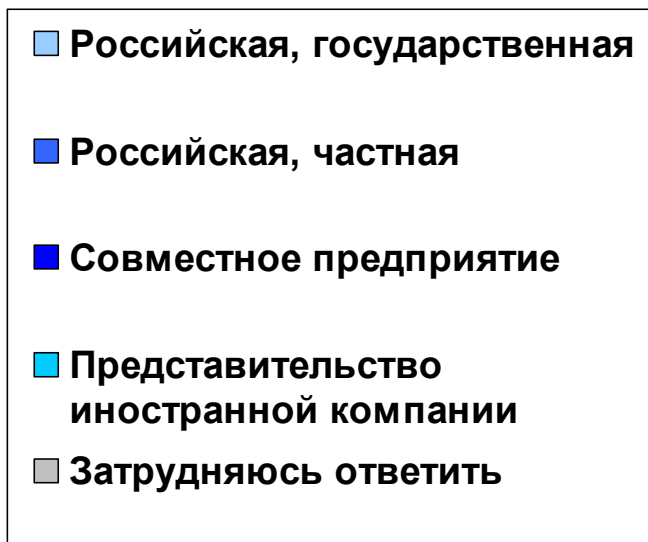 Российская, государственная
Российская, частная
Совместное предприятие
Представительство
иностранной компании
Затрудняюсь ответить